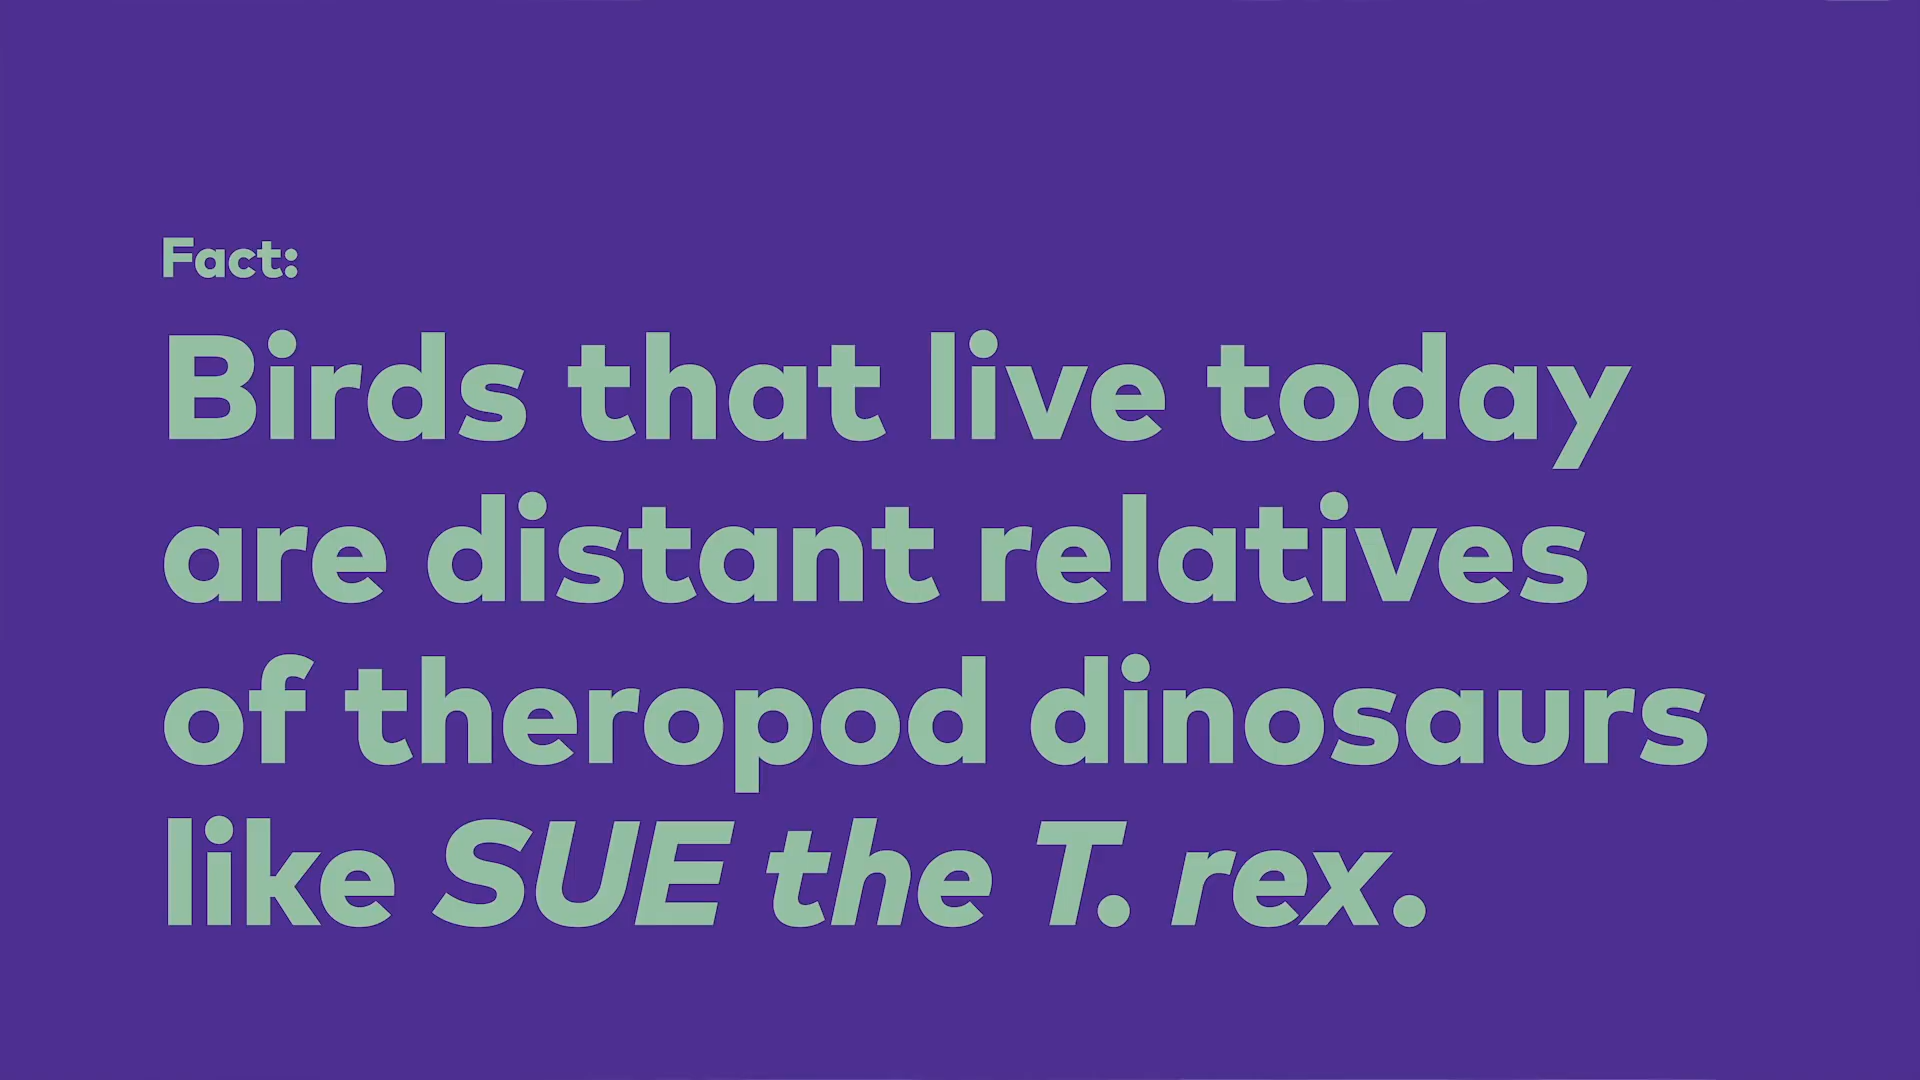 Fact:
Birds that live today
are distant relatives
of theropod dinosaurs
like SUE the T. rex.